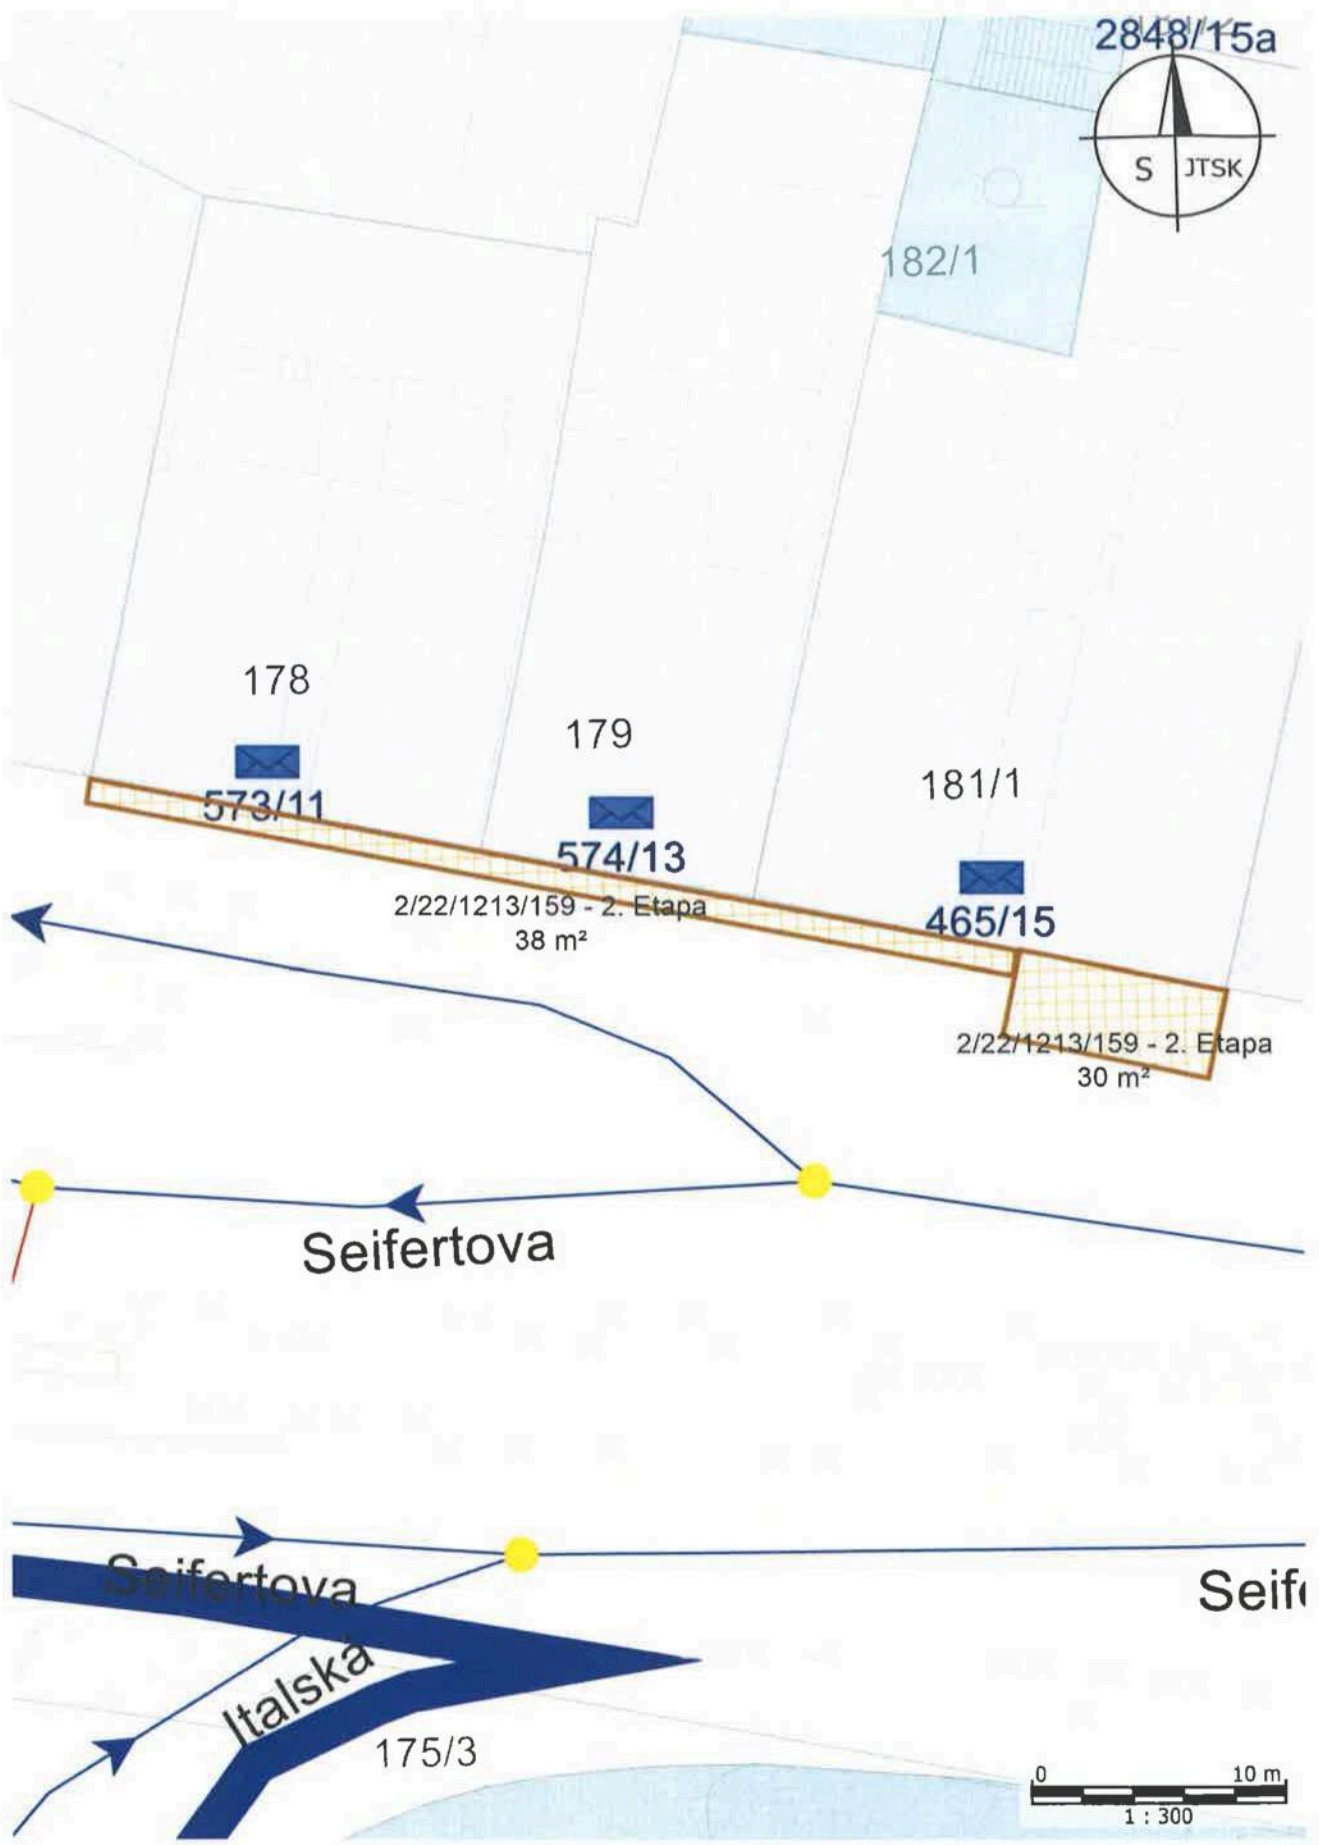 2848/15a
S JTSK
182/1
178
179
181/1
573/11
574/13
465/15
2/22/1213/159 - 2. Etapa
38 m²
2/22/1213/159 - 2. Etapa
30 m²
Seifertova
Seifertova
Seif
Italská
175/3
0 10 m
1 : 300